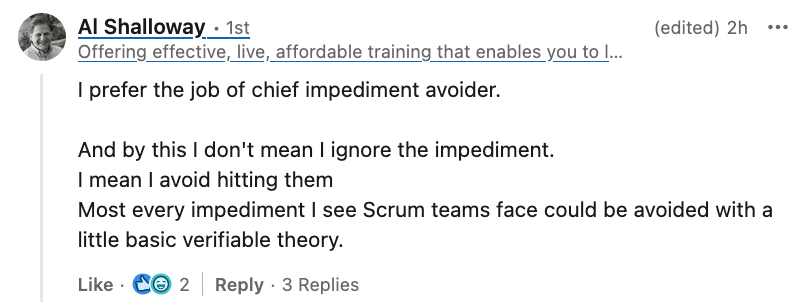 Al Shalloway · 1st
(edited) 2h •••
Offering effective, live, affordable training that enables you to l...
I prefer the job of chief impediment avoider.
And by this I don't mean I ignore the impediment.
I mean I avoid hitting them
Most every impediment I see Scrum teams face could be avoided with a
little basic verifiable theory.
Like · 2 | Reply · 3 Replies